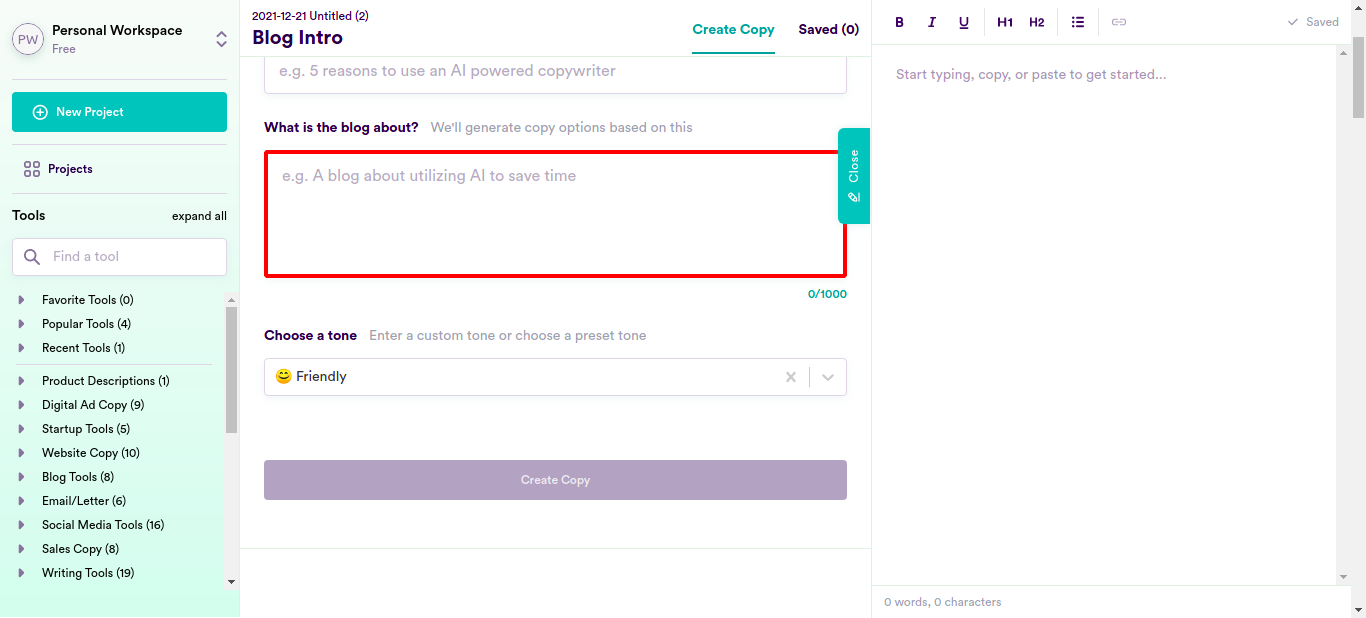 PW
Personal Workspace
Free
New Project
Projects
Tools
expand all
Find a tool
Favorite Tools (0)
Popular Tools (4)
Recent Tools (1)
Product Descriptions (1)
Digital Ad Copy (9)
Startup Tools (5)
Website Copy (10)
Blog Tools (8)
Email/Letter (6)
Social Media Tools (16)
Sales Copy (8)
Writing Tools (19)
2021-12-21 Untitled (2)
Blog Intro
Create Copy
Saved (0)
e.g. 5 reasons to use an AI powered copywriter
What is the blog about? We'll generate copy options based on this
e.g. A blog about utilizing AI to save time
Close
0/1000
Choose a tone Enter a custom tone or choose a preset tone
😊 Friendly
Create Copy
B I U H1 H2
Saved
Start typing, copy, or paste to get started...
0 words, 0 characters